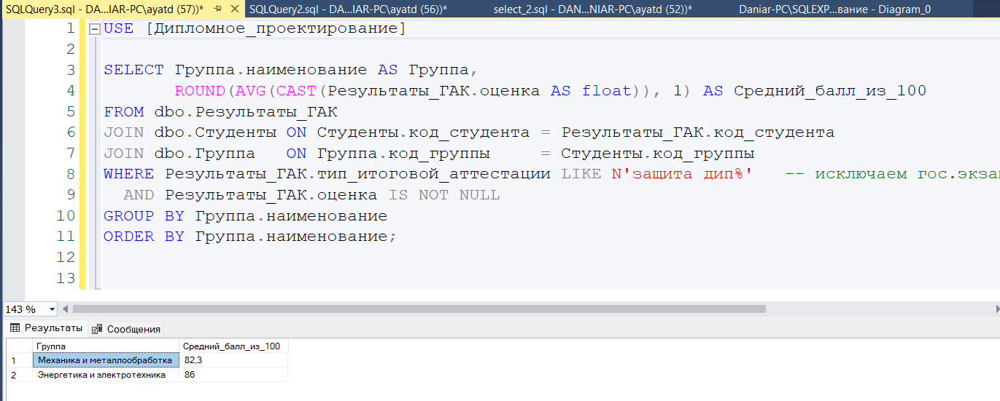 SQLQuery3.sql - DA...IAR-PC\ayatd (57))* SQLQuery2.sql - DA...IAR-PC\ayatd (56))* select_2.sql - DAN...NIAR-PC\ayatd (52))* Daniar-PC\SQLEXP...вание - Diagram_0
1 USE [Дипломное_проектирование]
2
3 SELECT Группа.наименование AS Группа,
4 ROUND(AVG(CAST(Результаты_ГАК.оценка AS float)), 1) AS Средний_балл_из_100
5 FROM dbo.Результаты_ГАК
6 JOIN dbo.Студенты ON Студенты.код_студента = Результаты_ГАК.код_студента
7 JOIN dbo.Группа ON Группа.код_группы = Студенты.код_группы
8 WHERE Результаты_ГАК.тип_итоговой_аттестации LIKE N'защита дип%' -- исключаем гос.экза
9 AND Результаты_ГАК.оценка IS NOT NULL
10 GROUP BY Группа.наименование
11 ORDER BY Группа.наименование;
12
13
143 %
Результаты Сообщения
Группа Средний_балл_из_100
1 Механика и металлообработка 82,3
2 Энергетика и электротехника 86